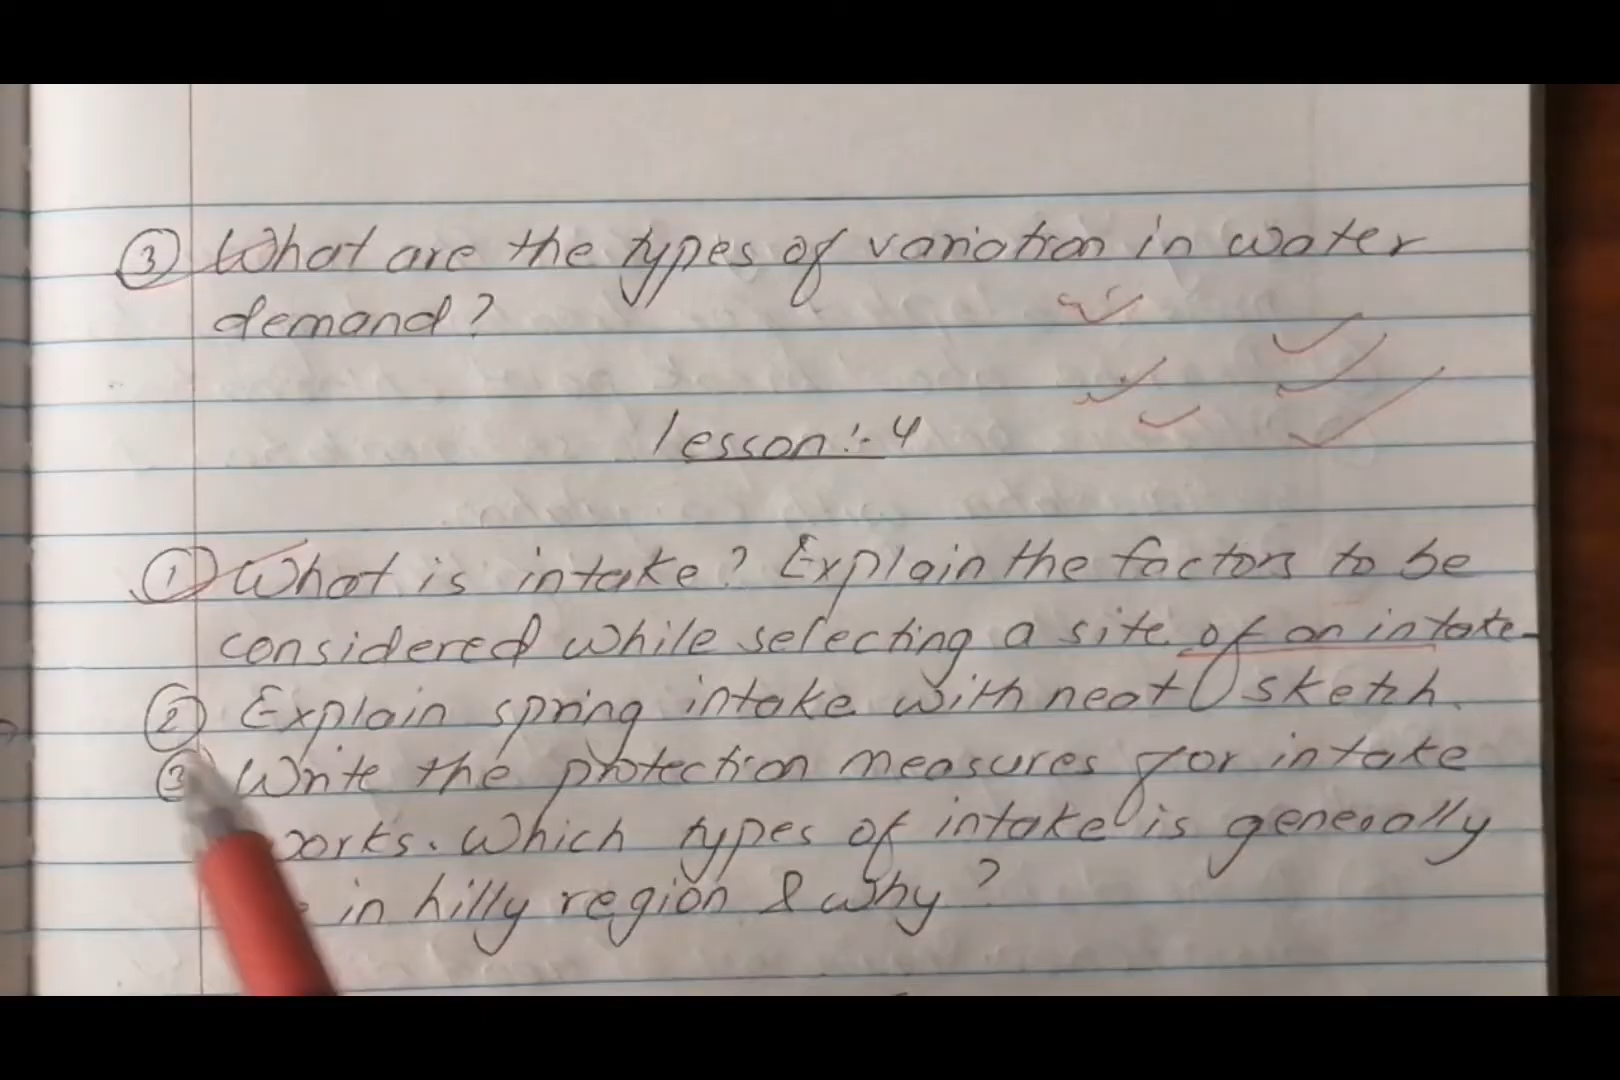 ③ What are the types of variation in water
demand?
lesson:- 4
① What is intake? Explain the factors to be
considered while selecting a site of an intake
② Explain spring intake with neat sketch.
③ Write the protection measures for intake
orks. Which types of intake is generally
in hilly region & why?